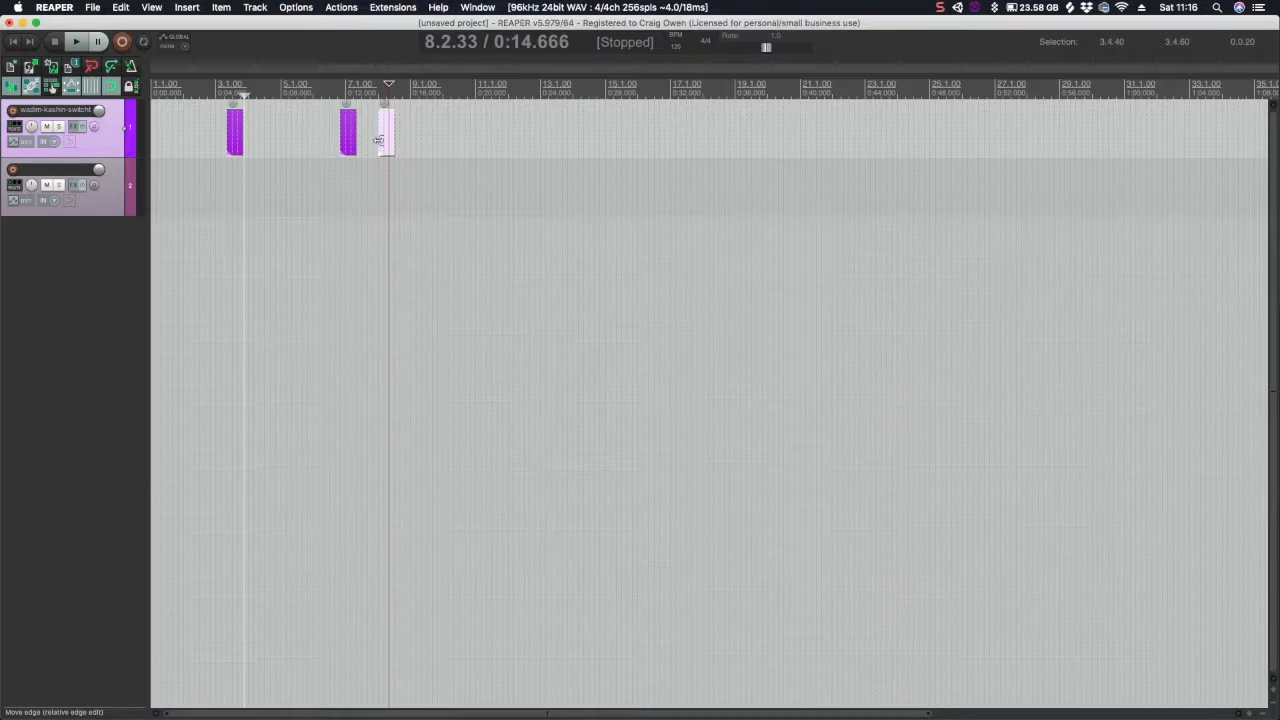 REAPER File Edit View Insert Item Track Options Actions Extensions Help Window [96kHz 24bit WAV : 4/4ch 256spls ~4.0/18ms] 23.58 GB Sat 11:16
[unsaved project] - REAPER v5.979/64 - Registered to Craig Owen (Licensed for personal/small business use)
GLOBAL
none
8.2.33 / 0:14.666 [Stopped]
BPM
120
4/4
Rate: 1.0
Selection: 3.4.40 3.4.60 0.0.20
1.1.00 3.1.00 5.1.00 7.1.00 9.1.00 11.1.00 13.1.00 15.1.00 17.1.00 19.1.00 21.1.00 23.1.00 25.1.00 27.1.00 29.1.00 31.1.00 33.1.00 35.1.00
0:00.000 0:04.000 0:08.000 0:12.000 0:16.000 0:20.000 0:24.000 0:28.000 0:32.000 0:36.000 0:40.000 0:44.000 0:48.000 0:52.000 0:56.000 1:00.000 1:04.000 1:08.0
wadim-kashin-switcht
ROUTE M S FX 1
trim IN
ROUTE M S FX 2
trim IN
Move edge (relative edge edit)